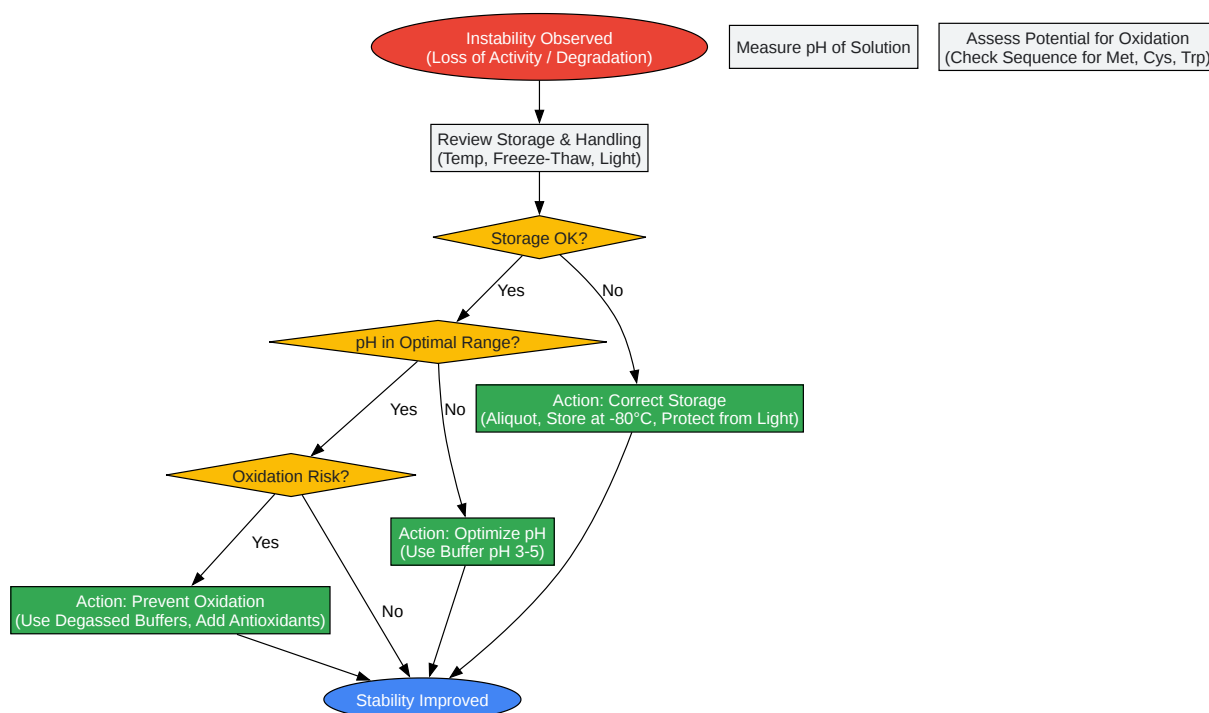 Instability Observed
(Loss of Activity / Degradation)
Measure pH of Solution
Assess Potential for Oxidation
(Check Sequence for Met, Cys, Trp)
Review Storage & Handling
(Temp, Freeze-Thaw, Light)
Storage OK?
Yes
No
pH in Optimal Range?
Yes
No
Action: Correct Storage
(Aliquot, Store at -80°C, Protect from Light)
Oxidation Risk?
Yes
No
Action: Optimize pH
(Use Buffer pH 3-5)
Action: Prevent Oxidation
(Use Degassed Buffers, Add Antioxidants)
Stability Improved